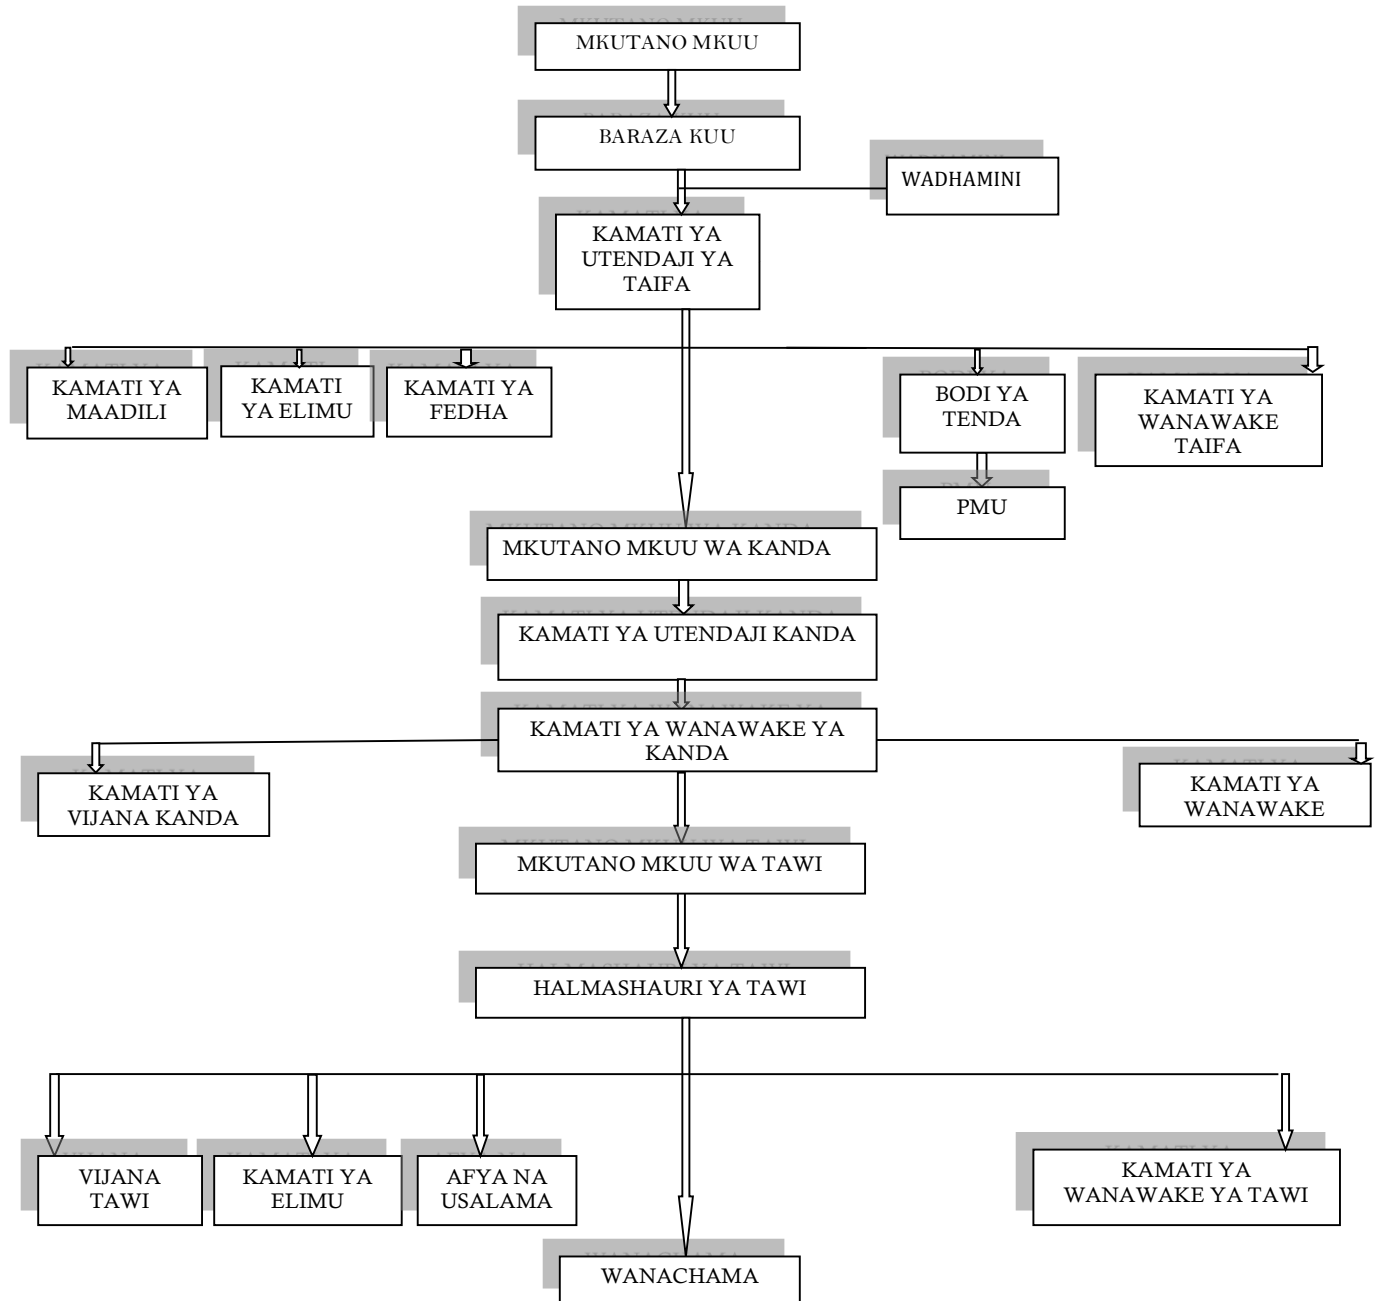 MKUTANO MKUU
BARAZA KUU
WADHAMINI
KAMATI YA
UTENDAJI YA
TAIFA
KAMATI YA
MAADILI
KAMATI
YA ELIMU
KAMATI YA
FEDHA
BODI YA
TENDA
KAMATI YA
WANAWAKE
TAIFA
PMU
MKUTANO MKUU WA KANDA
KAMATI YA UTENDAJI KANDA
KAMATI YA WANAWAKE YA
KANDA
KAMATI YA
VIJANA KANDA
KAMATI YA
WANAWAKE
MKUTANO MKUU WA TAWI
HALMASHAURI YA TAWI
VIJANA
TAWI
KAMATI YA
ELIMU
AFYA NA
USALAMA
KAMATI YA
WANAWAKE YA TAWI
WANACHAMA